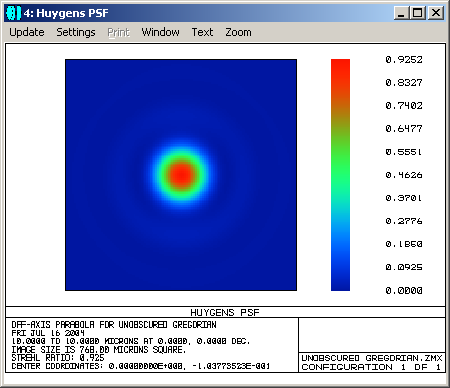 4: Huygens PSF
Update Settings Print Window Text Zoom
0.9252
0.8327
0.7402
0.6477
0.5551
0.4626
0.3701
0.2776
0.1850
0.0925
0.0000
HUYGENS PSF
OFF-AXIS PARABOLA FOR UNOBSCURED GREGORIAN
FRI JUL 16 2004
10.0000 TO 10.0000 MICRONS AT 0.0000, 0.0000 DEC.
IMAGE SIZE IS 768.00 MICRONS SQUARE.
STREHL RATIO: 0.925
CENTER COORDINATES: 0.00000000E+000, -1.03773523E-001
UNOBSCURED GREGORIAN.ZMX
CONFIGURATION 1 OF 1